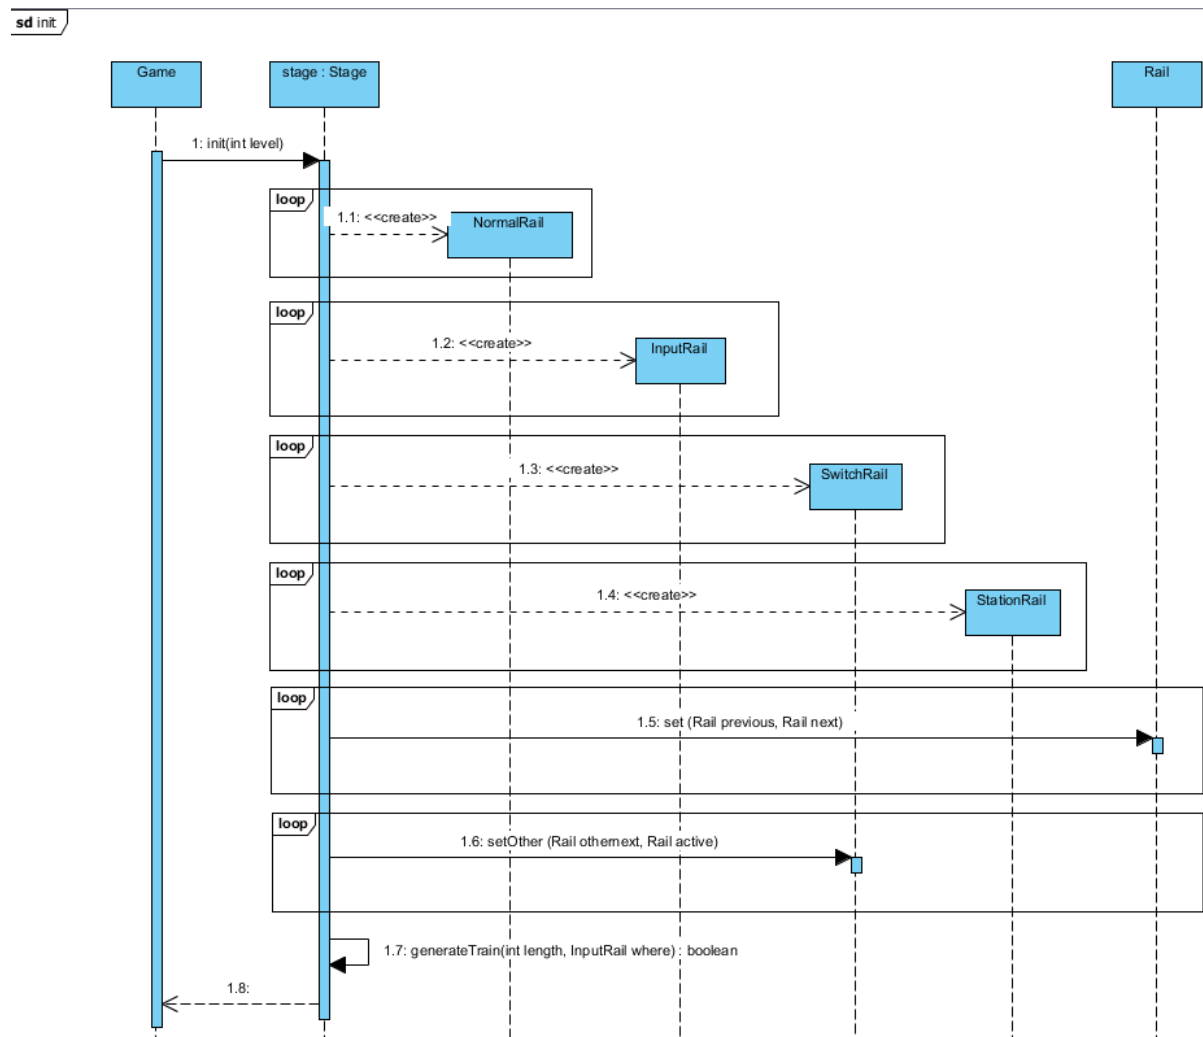 sd init
Game
stage : Stage
Rail
1: init(int level)
loop
1.1: <<create>>
NormalRail
loop
1.2: <<create>>
InputRail
loop
1.3: <<create>>
SwitchRail
loop
1.4: <<create>>
StationRail
loop
1.5: set (Rail previous, Rail next)
loop
1.6: setOther (Rail othernext, Rail active)
1.7: generateTrain(int length, InputRail where) : boolean
1.8: